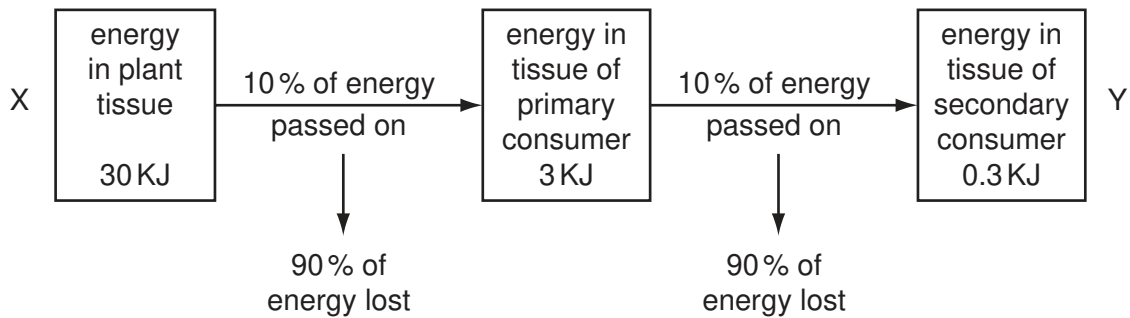 X
energy
in plant
tissue
30 KJ
10 % of energy
passed on
90 % of
energy lost
energy in
tissue of
primary
consumer
3 KJ
10 % of energy
passed on
90 % of
energy lost
energy in
tissue of
secondary
consumer
0.3 KJ
Y